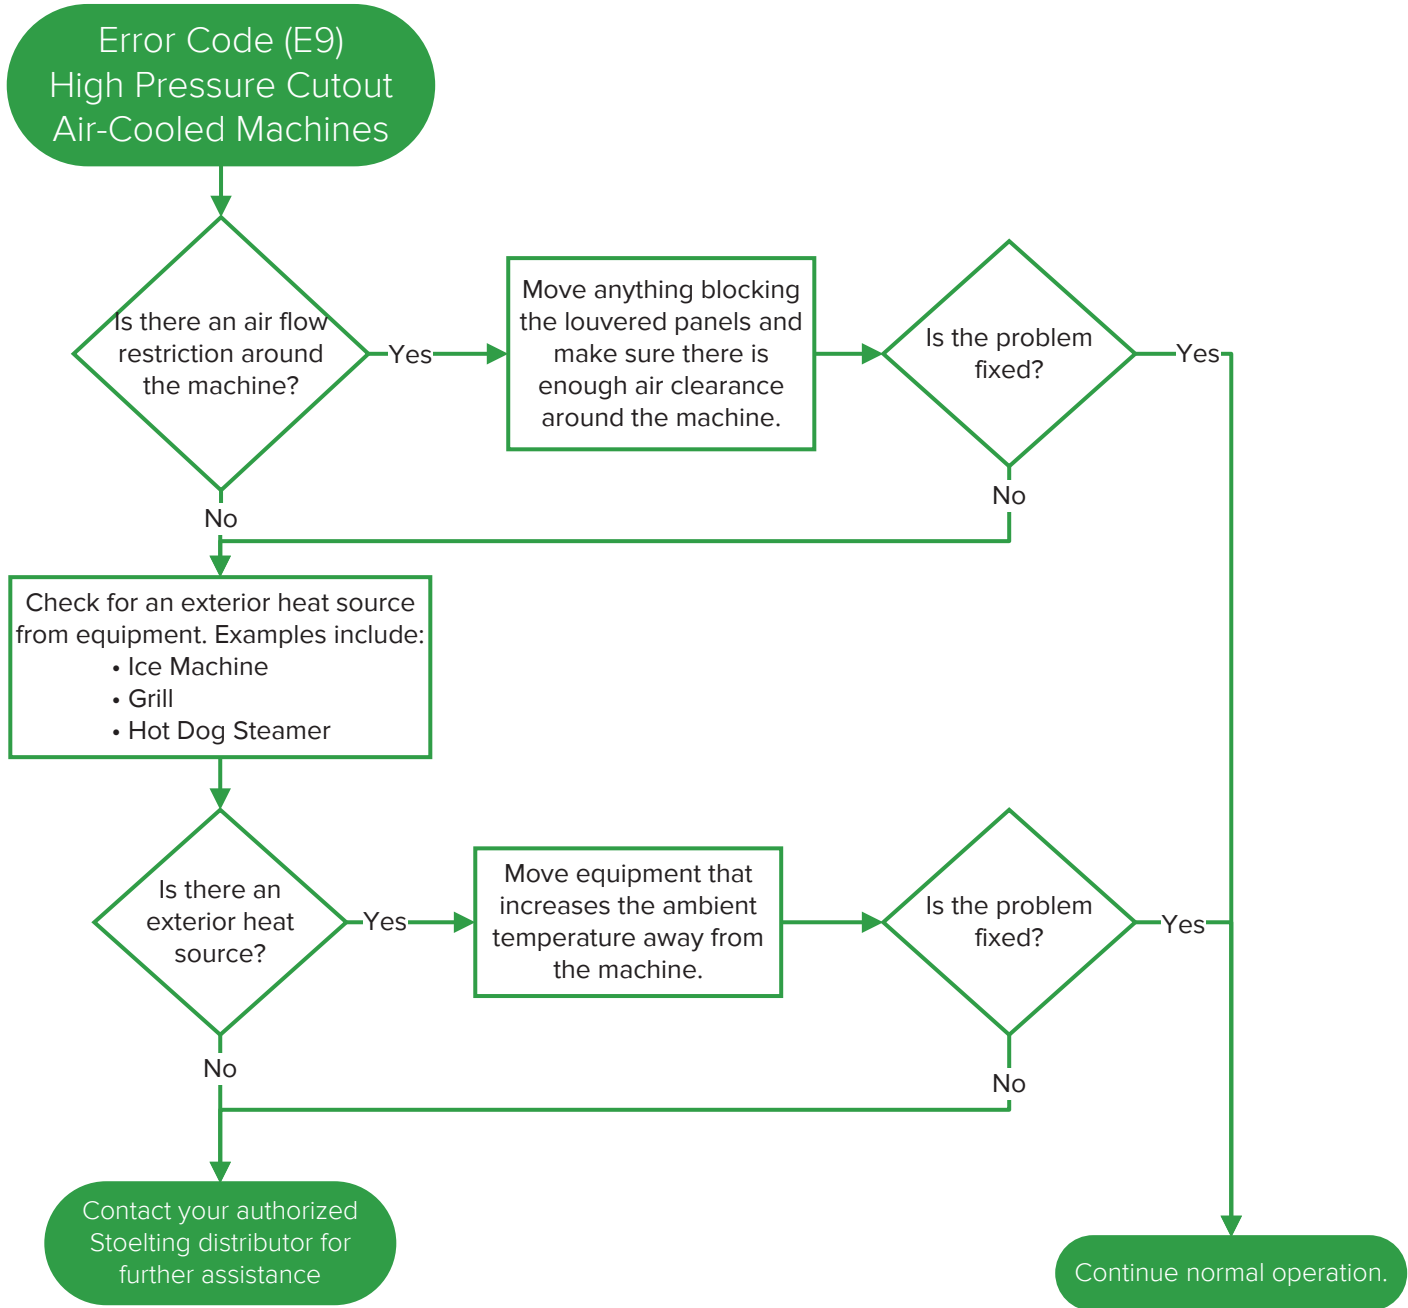 Error Code (E9)
High Pressure Cutout
Air-Cooled Machines
Is there an air flow
restriction around
the machine?
Yes
Move anything blocking
the louvered panels and
make sure there is
enough air clearance
around the machine.
Is the problem
fixed?
Yes
No
No
Check for an exterior heat source
from equipment. Examples include:
• Ice Machine
• Grill
• Hot Dog Steamer
Is there an
exterior heat
source?
Yes
Move equipment that
increases the ambient
temperature away from
the machine.
Is the problem
fixed?
Yes
No
No
Contact your authorized
Stoelting distributor for
further assistance
Continue normal operation.